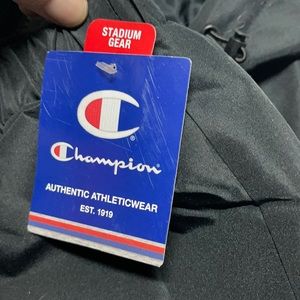 STADIUM
GEAR
®
Champion
AUTHENTIC ATHLETICWEAR
EST. 1919